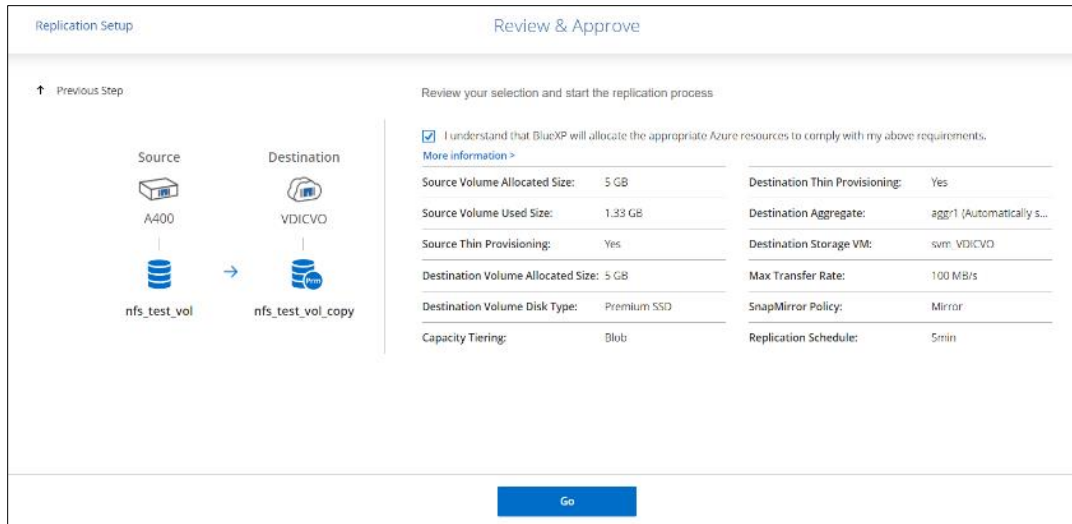 Replication Setup
Review & Approve
↑ Previous Step
Review your selection and start the replication process
I understand that BlueXP will allocate the appropriate Azure resources to comply with my above requirements.
More information >
Source
Destination
A400
VDICVO
Prm
nfs_test_vol
nfs_test_vol_copy
Source Volume Allocated Size: 5 GB
Source Volume Used Size: 1.33 GB
Source Thin Provisioning: Yes
Destination Volume Allocated Size: 5 GB
Destination Volume Disk Type: Premium SSD
Capacity Tiering: Blob
Destination Thin Provisioning: Yes
Destination Aggregate: aggr1 (Automatically s...
Destination Storage VM: svm_VDICVO
Max Transfer Rate: 100 MB/s
SnapMirror Policy: Mirror
Replication Schedule: 5min
Go